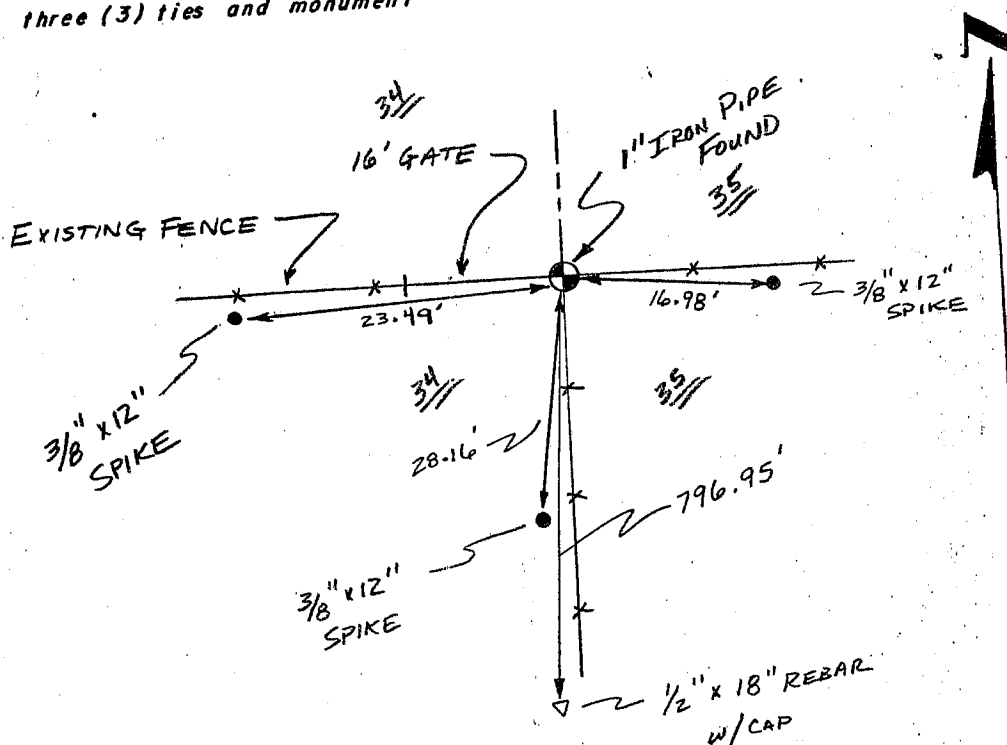 three (3) ties and monument
34
16' GATE
1" IRON PIPE
FOUND
35
EXISTING FENCE
23.49'
16.98'
3/8" x 12"
SPIKE
34
35
3/8" x 12"
SPIKE
28.16'
796.95'
3/8" x 12"
SPIKE
1/2" x 18" REBAR
w/ CAP